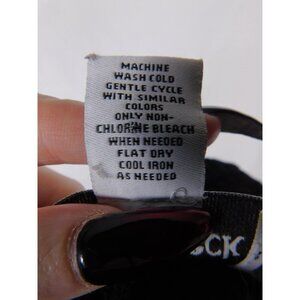 MACHINE
WASH COLD
GENTLE CYCLE
WITH SIMILAR
COLORS
ONLY NON-
CHLORINE BLEACH
WHEN NEEDED
FLAT DRY
COOL IRON
AS NEEDED